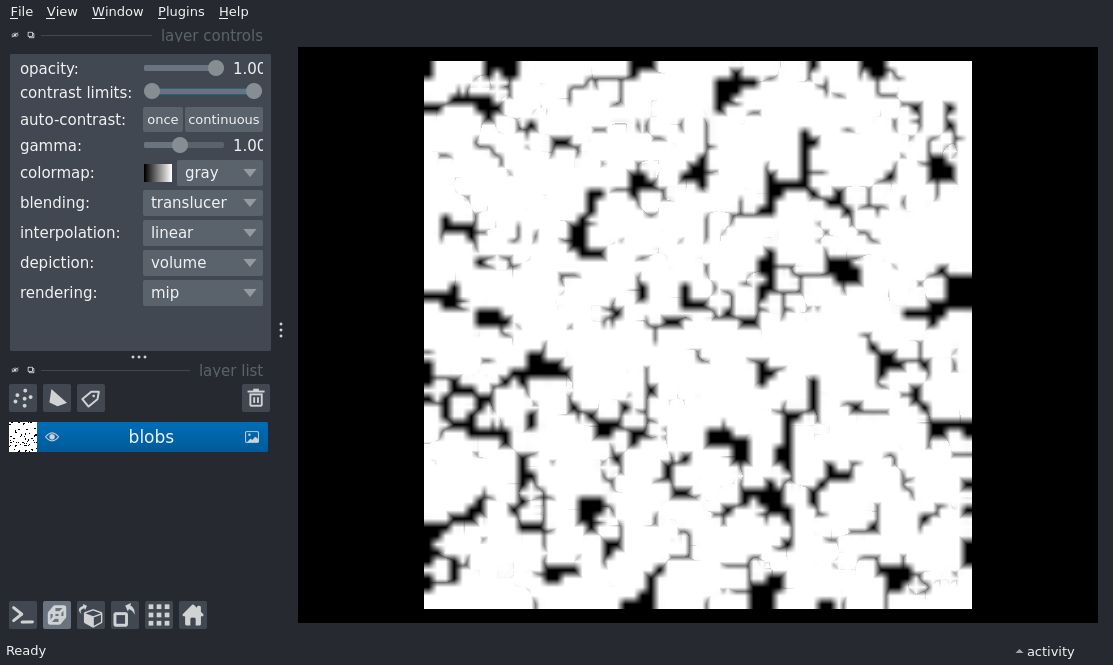 File View Window Plugins Help
layer controls
opacity: 1.00
contrast limits:
auto-contrast: once continuous
gamma: 1.00
colormap: gray
blending: translucer
interpolation: linear
depiction: volume
rendering: mip
layer list
blobs
Ready
activity